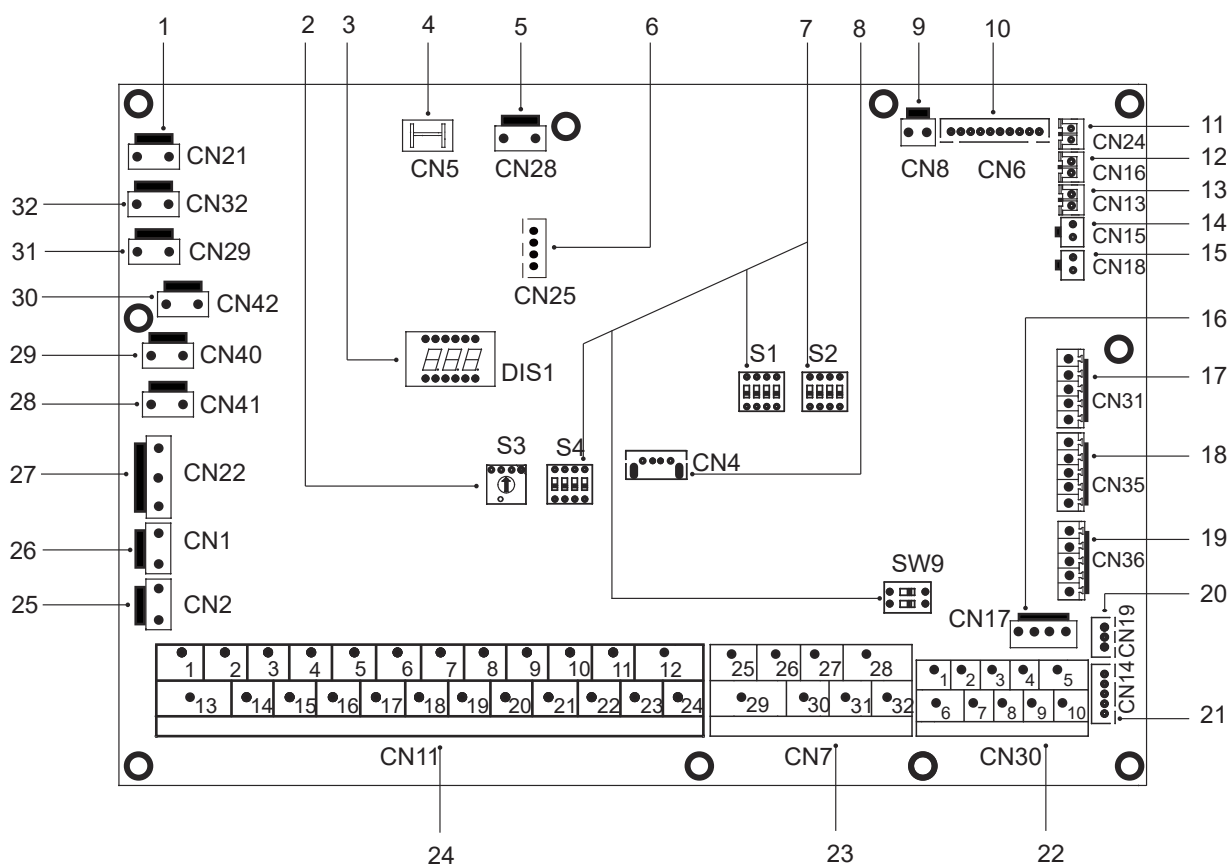 1 2 3 4 5 6 7 8 9 10
CN21 CN5 CN28 CN8 CN6 CN24 11
CN16 12
32 CN32 CN13 13
31 CN29 CN15 14
CN25 CN18 15
30 CN42 16
29 CN40 DIS1 S1 S2 17
28 CN41 CN31
27 CN22 S3 S4 CN4 18
2 CN35
26 CN1 CN36 19
25 CN2 SW9 20
CN17 CN19
1 2 3 4 5 6 7 8 9 10 11 12 25 26 27 28 1 2 3 4 5 CN14
13 14 15 16 17 18 19 20 21 22 23 24 29 30 31 32 6 7 8 9 10 21
CN11 CN7 CN30
24 23 22